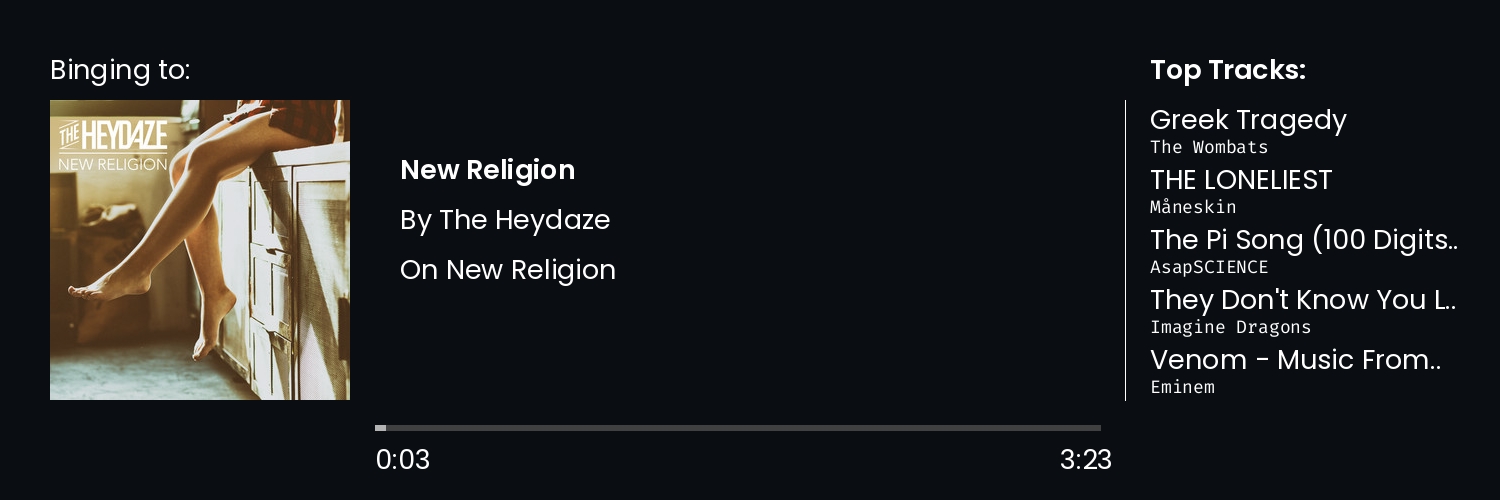 Binging to:
THE HEYDAZE
NEW RELIGION
New Religion
By The Heydaze
On New Religion
0:03
3:23
Top Tracks:
Greek Tragedy
The Wombats
THE LONELIEST
Måneskin
The Pi Song (100 Digits..
AsapSCIENCE
They Don't Know You L..
Imagine Dragons
Venom - Music From..
Eminem